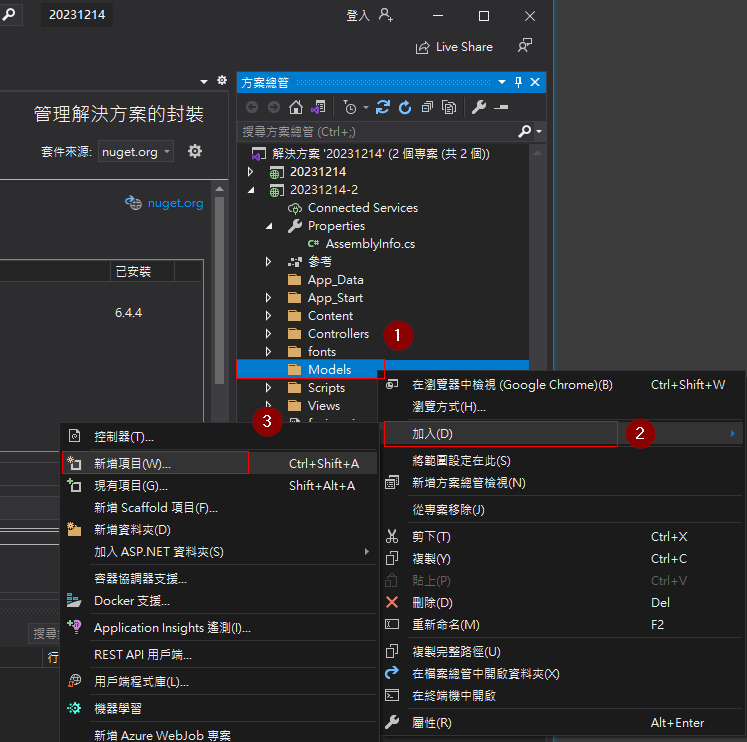 20231214
登入
Live Share
方案總管
管理解決方案的封裝
套件來源: nuget.org
搜尋方案總管 (Ctrl+;)
解決方案 '20231214' (2 個專案 (共 2 個))
20231214
20231214-2
Connected Services
Properties
C# AssemblyInfo.cs
參考
App_Data
App_Start
Content
Controllers
fonts
Models
Scripts
Views
nuget.org
已安裝
6.4.4
1
2
3
在瀏覽器中檢視 (Google Chrome)(B) Ctrl+Shift+W
瀏覽方式(H)...
加入(D)
將範圍設定在此(S)
新增方案總管檢視(N)
從專案移除(J)
剪下(T) Ctrl+X
複製(Y) Ctrl+C
貼上(P) Ctrl+V
刪除(D) Del
重新命名(M) F2
複製完整路徑(U)
在檔案總管中開啟資料夾(X)
在終端機中開啟
屬性(R) Alt+Enter
控制器(T)...
新增項目(W)... Ctrl+Shift+A
現有項目(G)... Shift+Alt+A
新增 Scaffold 項目(F)...
新增資料夾(D)
加入 ASP.NET 資料夾(S)
容器協調器支援...
Docker 支援...
Application Insights 遙測(I)...
REST API 用戶端...
用戶端程式庫(L)...
機器學習
新增 Azure WebJob 專案
搜尋
行